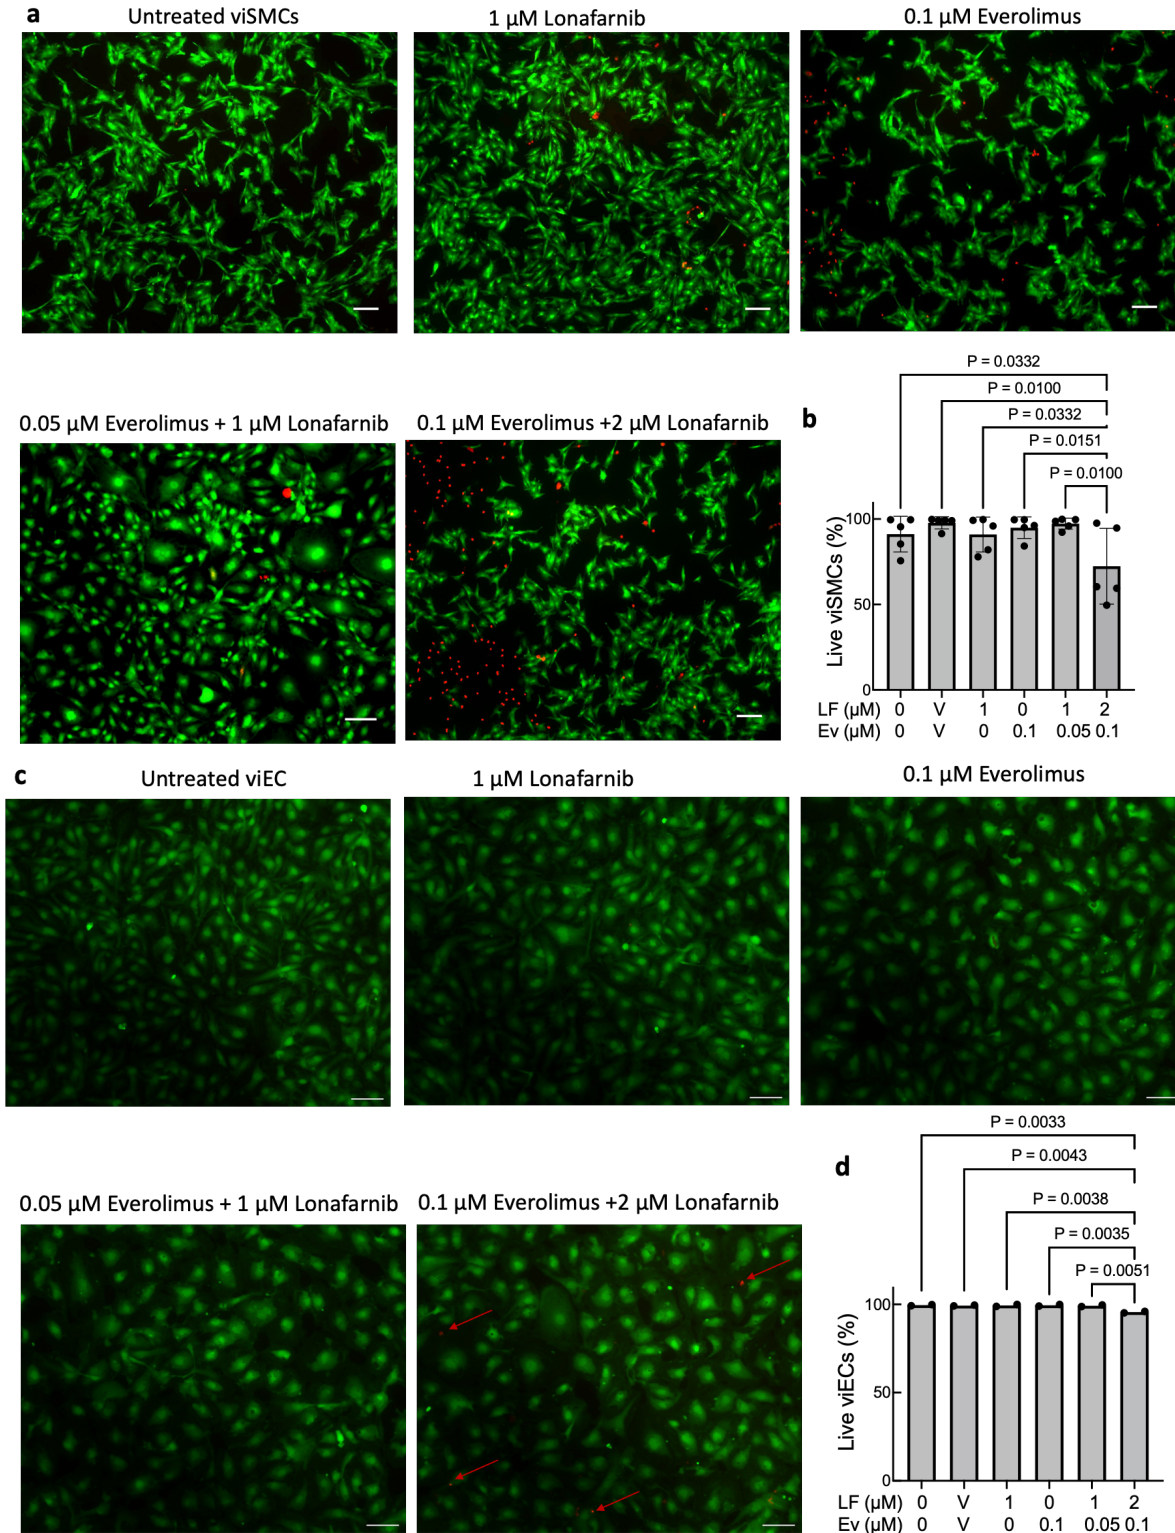 a
Untreated viSMCs
1 µM Lonafarnib
0.1 µM Everolimus
0.05 µM Everolimus + 1 µM Lonafarnib
0.1 µM Everolimus +2 µM Lonafarnib
b
P = 0.0332
P = 0.0100
P = 0.0332
P = 0.0151
P = 0.0100
Live viSMCs (%)
100
50
0
LF (µM) 0 V 1 0 1 2
Ev (µM) 0 V 0 0.1 0.05 0.1
c
Untreated viEC
1 µM Lonafarnib
0.1 µM Everolimus
0.05 µM Everolimus + 1 µM Lonafarnib
0.1 µM Everolimus +2 µM Lonafarnib
d
P = 0.0033
P = 0.0043
P = 0.0038
P = 0.0035
P = 0.0051
Live viECs (%)
100
50
0
LF (µM) 0 V 1 0 1 2
Ev (µM) 0 V 0 0.1 0.05 0.1